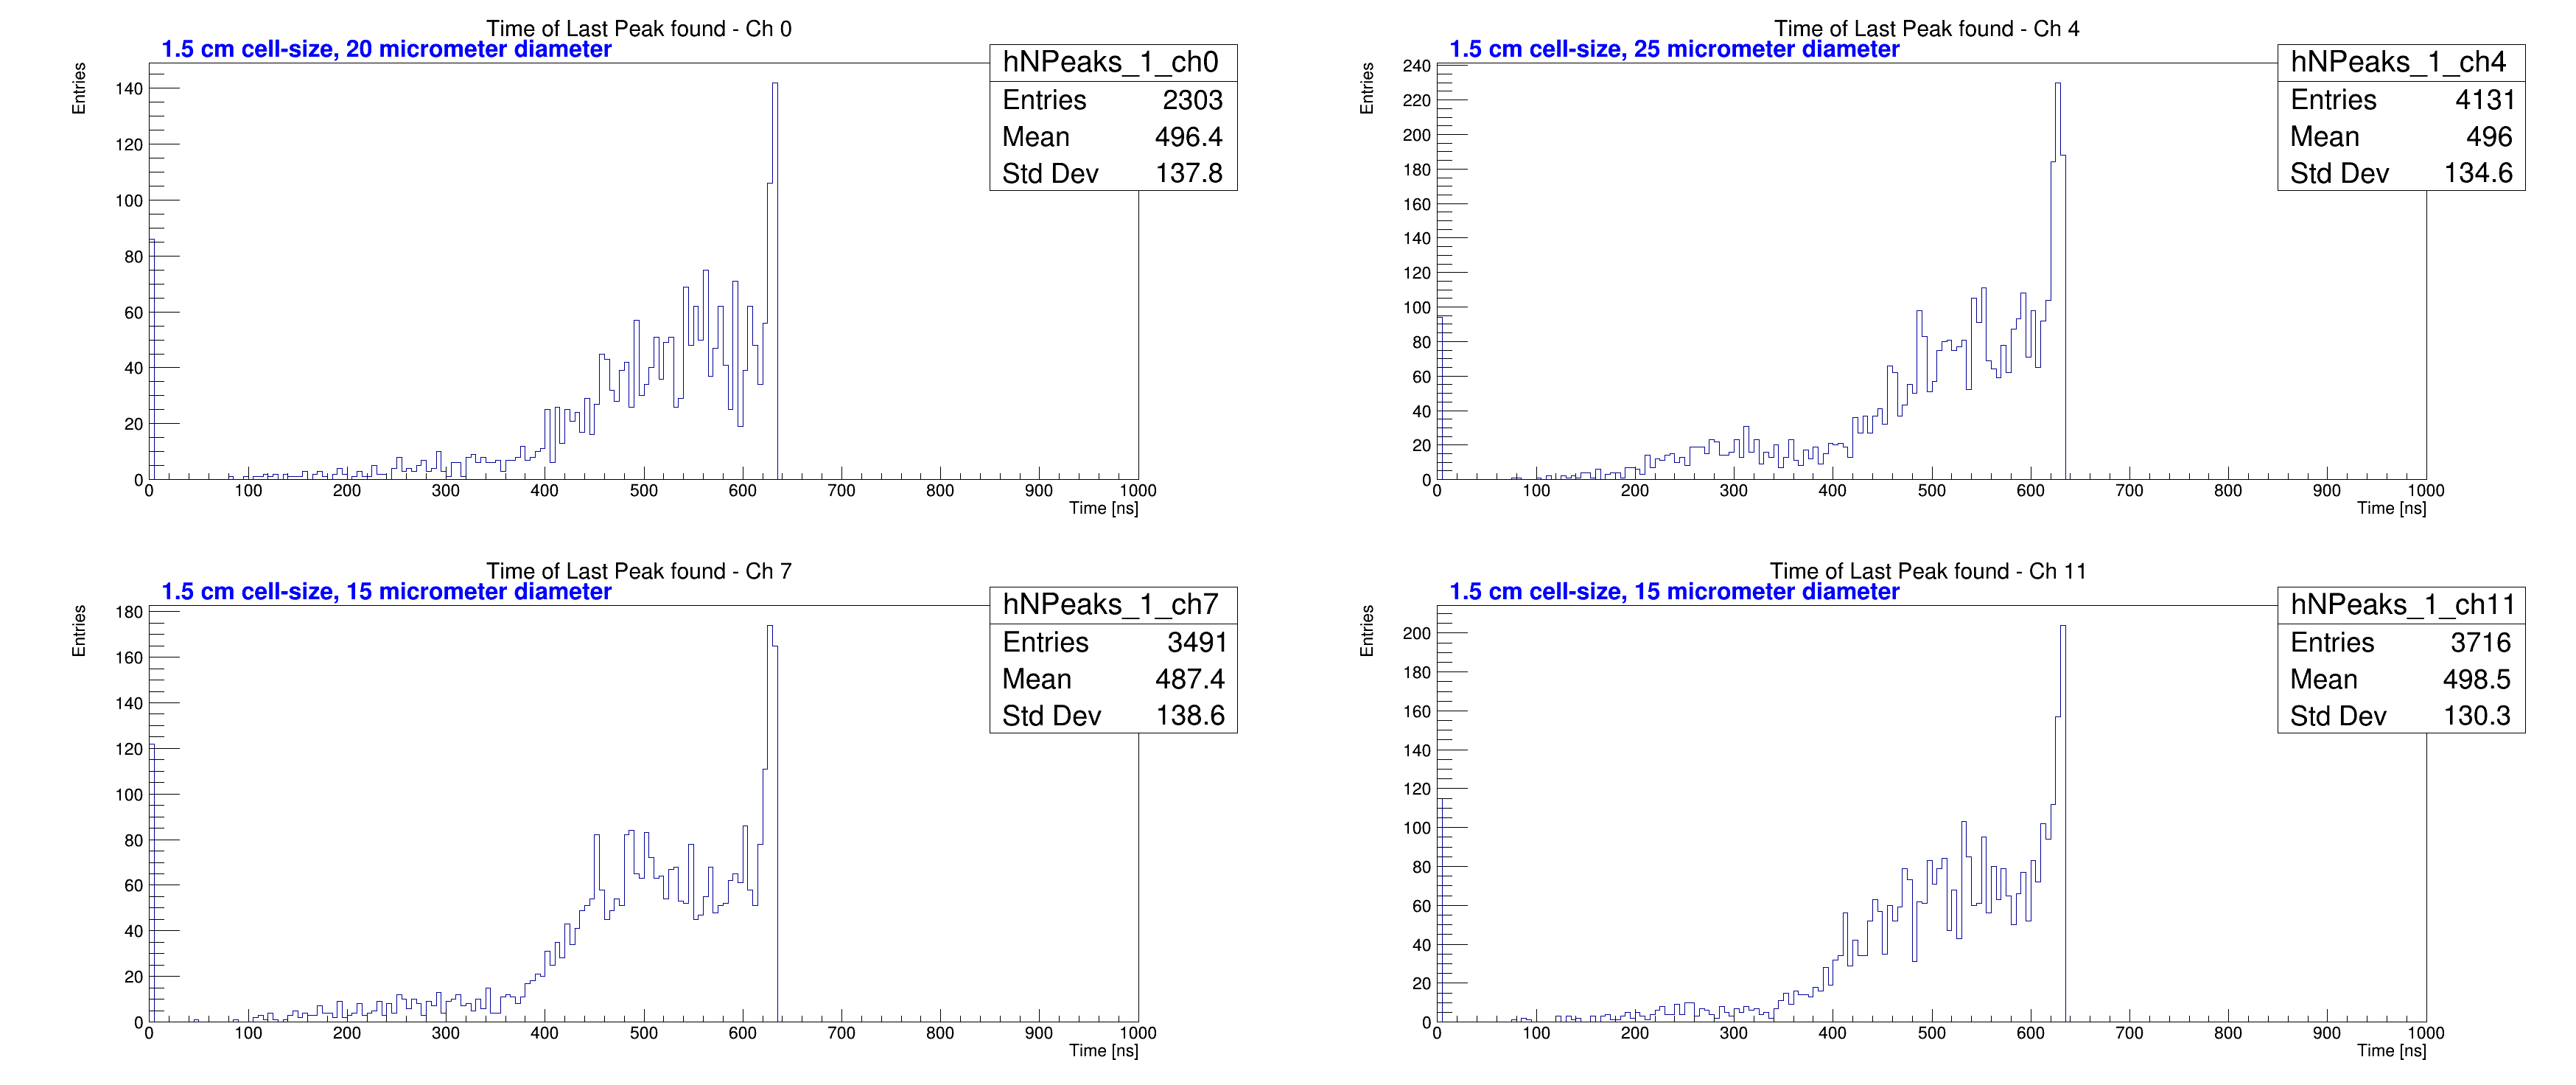 Time of Last Peak found - Ch 0
1.5 cm cell-size, 20 micrometer diameter
hNPeaks_1_ch0
Entries 2303
Mean 496.4
Std Dev 137.8
Entries
140
120
100
80
60
40
20
0
0 100 200 300 400 500 600 700 800 900 1000
Time [ns]
Time of Last Peak found - Ch 4
1.5 cm cell-size, 25 micrometer diameter
hNPeaks_1_ch4
Entries 4131
Mean 496
Std Dev 134.6
Entries
240
220
200
180
160
140
120
100
80
60
40
20
0
0 100 200 300 400 500 600 700 800 900 1000
Time [ns]
Time of Last Peak found - Ch 7
1.5 cm cell-size, 15 micrometer diameter
hNPeaks_1_ch7
Entries 3491
Mean 487.4
Std Dev 138.6
Entries
180
160
140
120
100
80
60
40
20
0
0 100 200 300 400 500 600 700 800 900 1000
Time [ns]
Time of Last Peak found - Ch 11
1.5 cm cell-size, 15 micrometer diameter
hNPeaks_1_ch11
Entries 3716
Mean 498.5
Std Dev 130.3
Entries
200
180
160
140
120
100
80
60
40
20
0
0 100 200 300 400 500 600 700 800 900 1000
Time [ns]